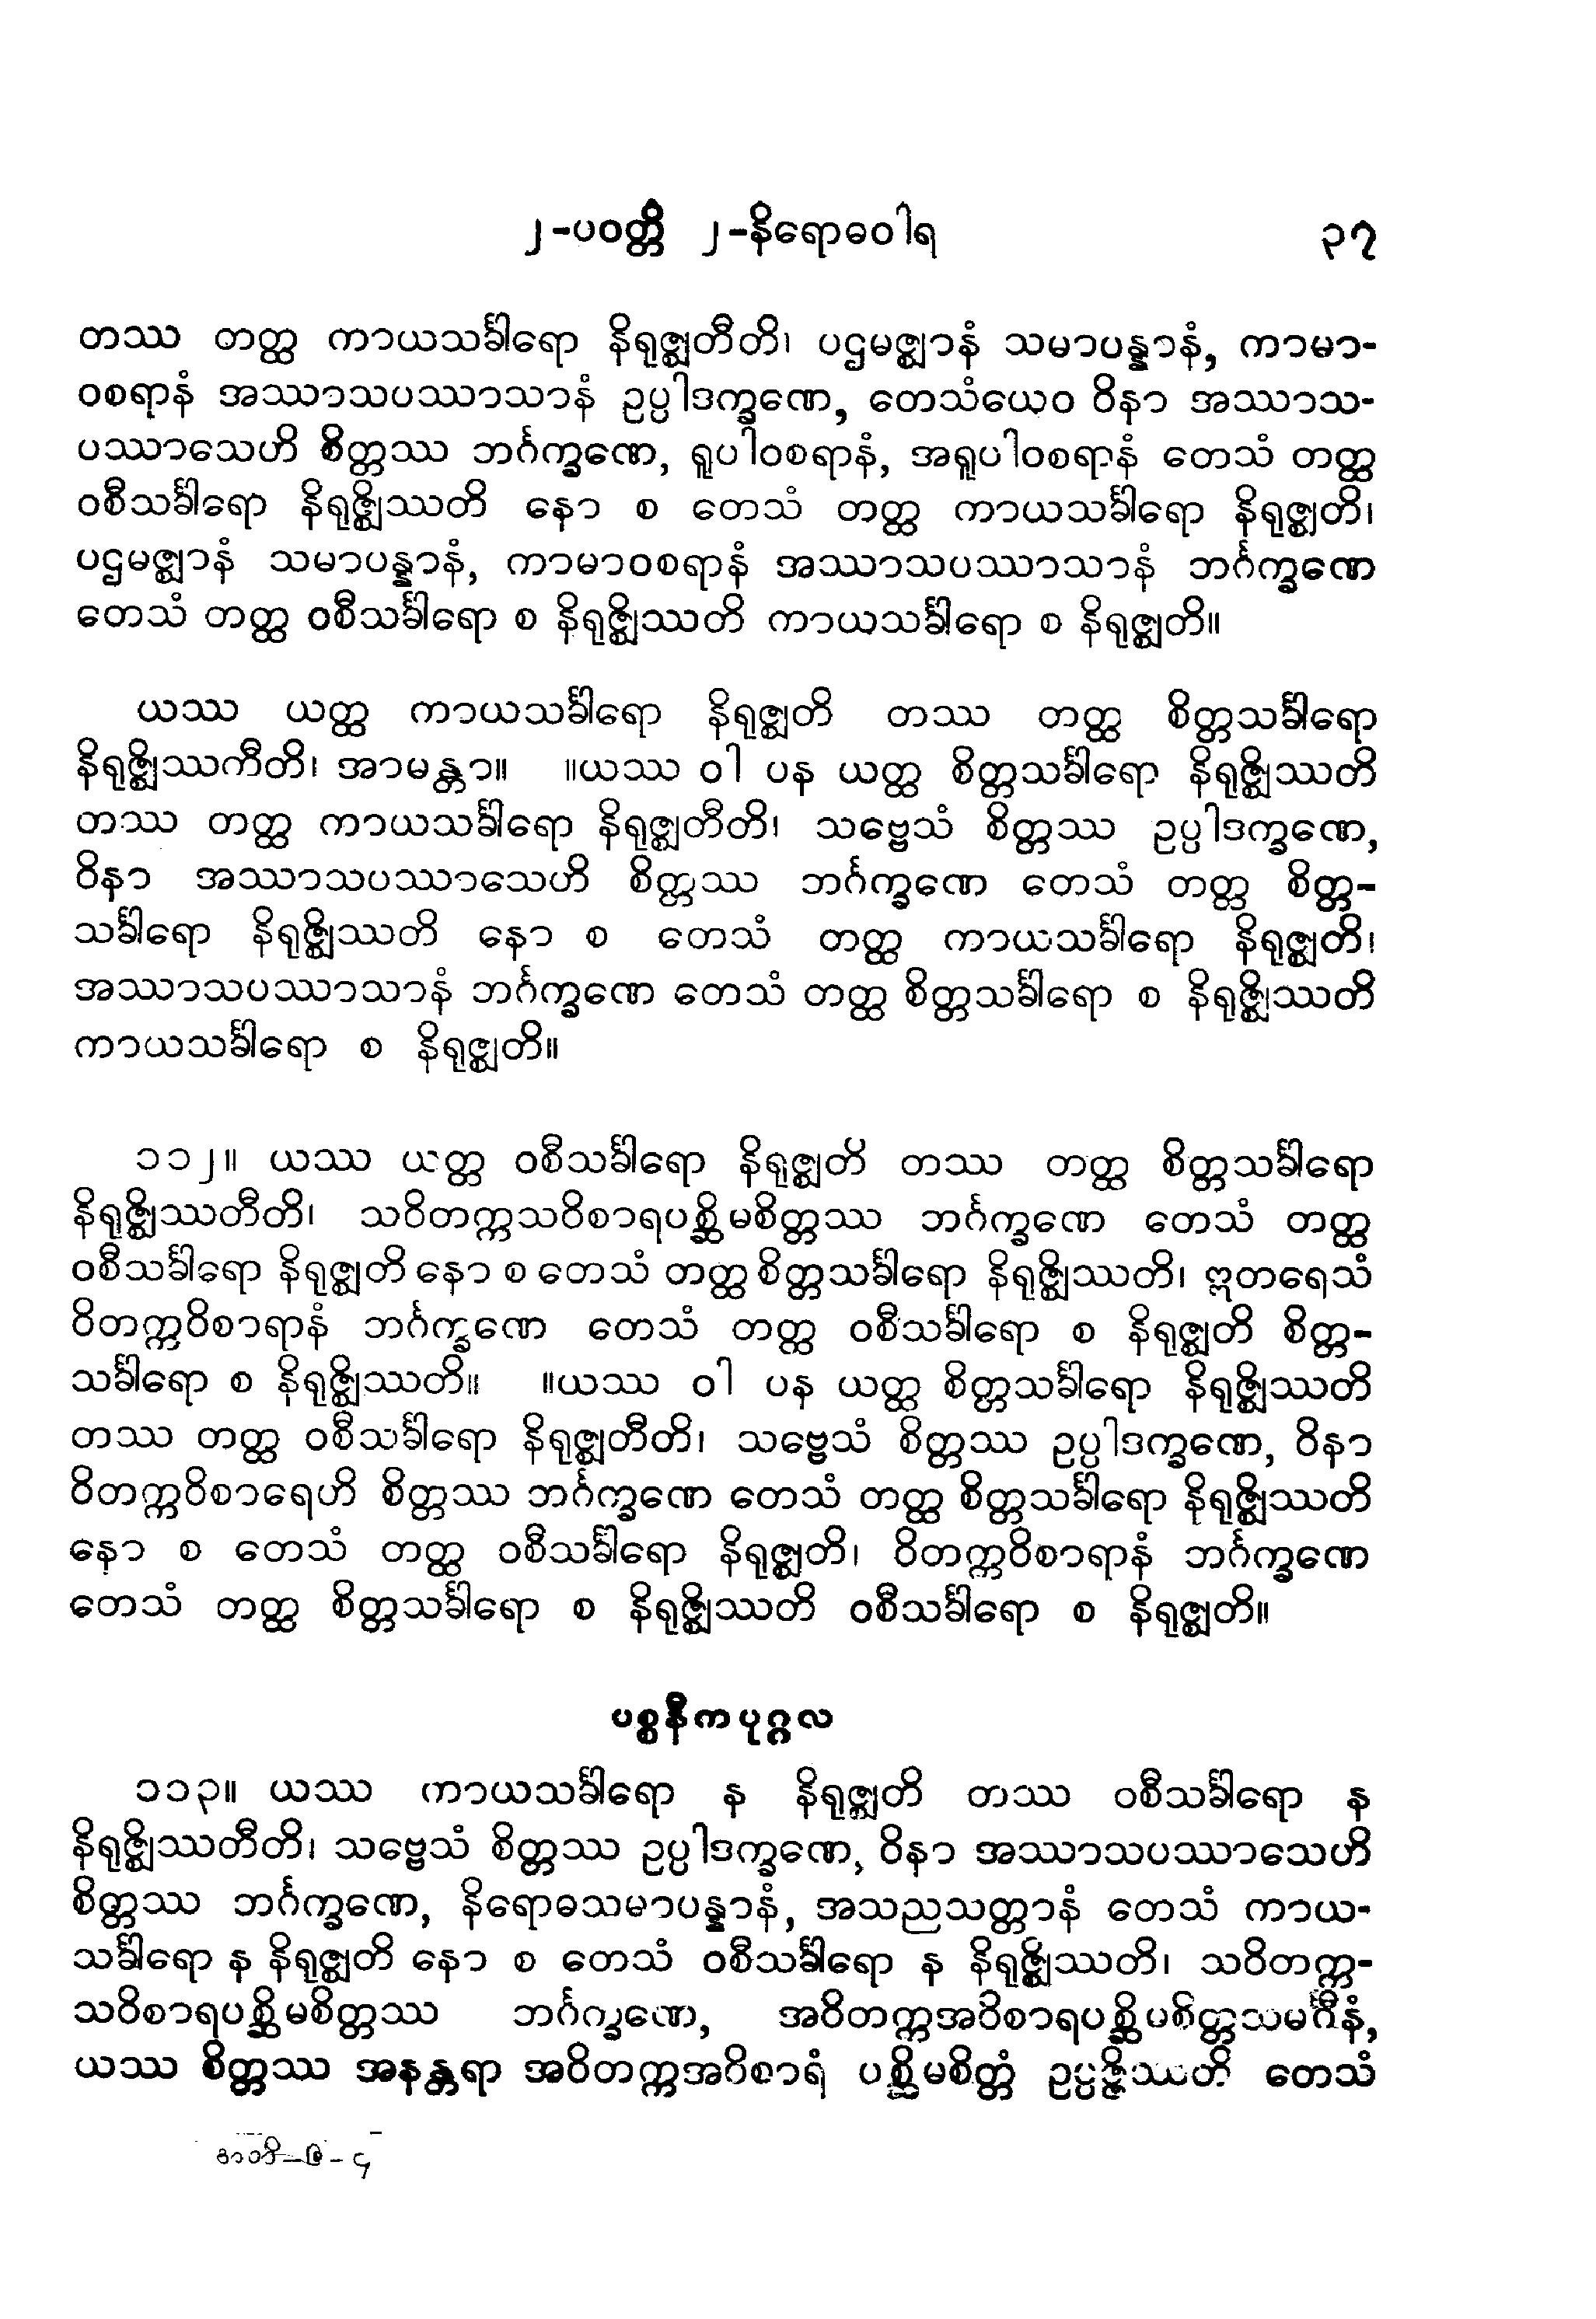 ၂-ပဝတ္တိ ၂-နိရောဓဝါရ ၃၇
တဿ တတ္ထ ကာယသင်္ခါရော နိရုဇ္ဈတီတိ၊ ပဌမဇ္ဈာနံ သမာပန္နာနံ, ကာမာ-
ဝစရာနံ အဿာသပဿာသာနံ ဥပ္ပါဒက္ခဏေ, တေသံယေဝ ဝိနာ အဿာသ-
ပဿာသေဟိ စိတ္တဿ ဘင်္ဂက္ခဏေ, ရူပါဝစရာနံ, အရူပါဝစရာနံ တေသံ တတ္ထ
ဝစီသင်္ခါရော နိရုဇ္ဈိဿတိ နော စ တေသံ တတ္ထ ကာယသင်္ခါရော နိရုဇ္ဈတိ၊
ပဌမဇ္ဈာနံ သမာပန္နာနံ, ကာမာဝစရာနံ အဿာသပဿာသာနံ ဘင်္ဂက္ခဏေ
တေသံ တတ္ထ ဝစီသင်္ခါရော စ နိရုဇ္ဈိဿတိ ကာယသင်္ခါရော စ နိရုဇ္ဈတိ။
ယဿ ယတ္ထ ကာယသင်္ခါရော နိရုဇ္ဈတိ တဿ တတ္ထ စိတ္တသင်္ခါရော
နိရုဇ္ဈိဿကီတိ၊ အာမန္တာ။ ။ယဿ ဝါ ပန ယတ္ထ စိတ္တသင်္ခါရော နိရုဇ္ဈိဿတိ
တဿ တတ္ထ ကာယသင်္ခါရော နိရုဇ္ဈတီတိ၊ သဗ္ဗေသံ စိတ္တဿ ဥပ္ပါဒက္ခဏေ,
ဝိနာ အဿာသပဿာသေဟိ စိတ္တဿ ဘင်္ဂက္ခဏေ တေသံ တတ္ထ စိတ္တ-
သင်္ခါရော နိရုဇ္ဈိဿတိ နော စ တေသံ တတ္ထ ကာယသင်္ခါရော နိရုဇ္ဈတိ၊
အဿာသပဿာသာနံ ဘင်္ဂက္ခဏေ တေသံ တတ္ထ စိတ္တသင်္ခါရော စ နိရုဇ္ဈိဿတိ
ကာယသင်္ခါရော စ နိရုဇ္ဈတိ။
၁၁၂။ ယဿ ယတ္ထ ဝစီသင်္ခါရော နိရုဇ္ဈတိ တဿ တတ္ထ စိတ္တသင်္ခါရော
နိရုဇ္ဈိဿတီတိ၊ သဝိတက္ကသဝိစာရပစ္ဆိမစိတ္တဿ ဘင်္ဂက္ခဏေ တေသံ တတ္ထ
ဝစီသင်္ခါရော နိရုဇ္ဈတိ နော စ တေသံ တတ္ထ စိတ္တသင်္ခါရော နိရုဇ္ဈိဿတိ၊ ဣတရေသံ
ဝိတက္ကဝိစာရာနံ ဘင်္ဂက္ခဏေ တေသံ တတ္ထ ဝစီသင်္ခါရော စ နိရုဇ္ဈတိ စိတ္တ-
သင်္ခါရော စ နိရုဇ္ဈိဿတိ။ ။ယဿ ဝါ ပန ယတ္ထ စိတ္တသင်္ခါရော နိရုဇ္ဈိဿတိ
တဿ တတ္ထ ဝစီသင်္ခါရော နိရုဇ္ဈတီတိ၊ သဗ္ဗေသံ စိတ္တဿ ဥပ္ပါဒက္ခဏေ, ဝိနာ
ဝိတက္ကဝိစာရေဟိ စိတ္တဿ ဘင်္ဂက္ခဏေ တေသံ တတ္ထ စိတ္တသင်္ခါရော နိရုဇ္ဈိဿတိ
နော စ တေသံ တတ္ထ ဝစီသင်္ခါရော နိရုဇ္ဈတိ၊ ဝိတက္ကဝိစာရာနံ ဘင်္ဂက္ခဏေ
တေသံ တတ္ထ စိတ္တသင်္ခါရော စ နိရုဇ္ဈိဿတိ ဝစီသင်္ခါရော စ နိရုဇ္ဈတိ။
ပစ္စနီကပုဂ္ဂလ
၁၁၃။ ယဿ ကာယသင်္ခါရော န နိရုဇ္ဈတိ တဿ ဝစီသင်္ခါရော န
နိရုဇ္ဈိဿတီတိ၊ သဗ္ဗေသံ စိတ္တဿ ဥပ္ပါဒက္ခဏေ, ဝိနာ အဿာသပဿာသေဟိ
စိတ္တဿ ဘင်္ဂက္ခဏေ, နိရောဓသမာပန္နာနံ, အသညသတ္တာနံ တေသံ ကာယ-
သင်္ခါရော န နိရုဇ္ဈတိ နော စ တေသံ ဝစီသင်္ခါရော န နိရုဇ္ဈိဿတိ၊ သဝိတက္က-
သဝိစာရပစ္ဆိမစိတ္တဿ ဘင်္ဂက္ခဏေ, အဝိတက္ကအဝိစာရပစ္ဆိမစိတ္တသမင်္ဂီနံ,
ယဿ စိတ္တဿ အနန္တရာ အဝိတက္ကအဝိစာရံ ပစ္ဆိမစိတ္တံ ဥပ္ပဇ္ဇိဿတိ တေသံ